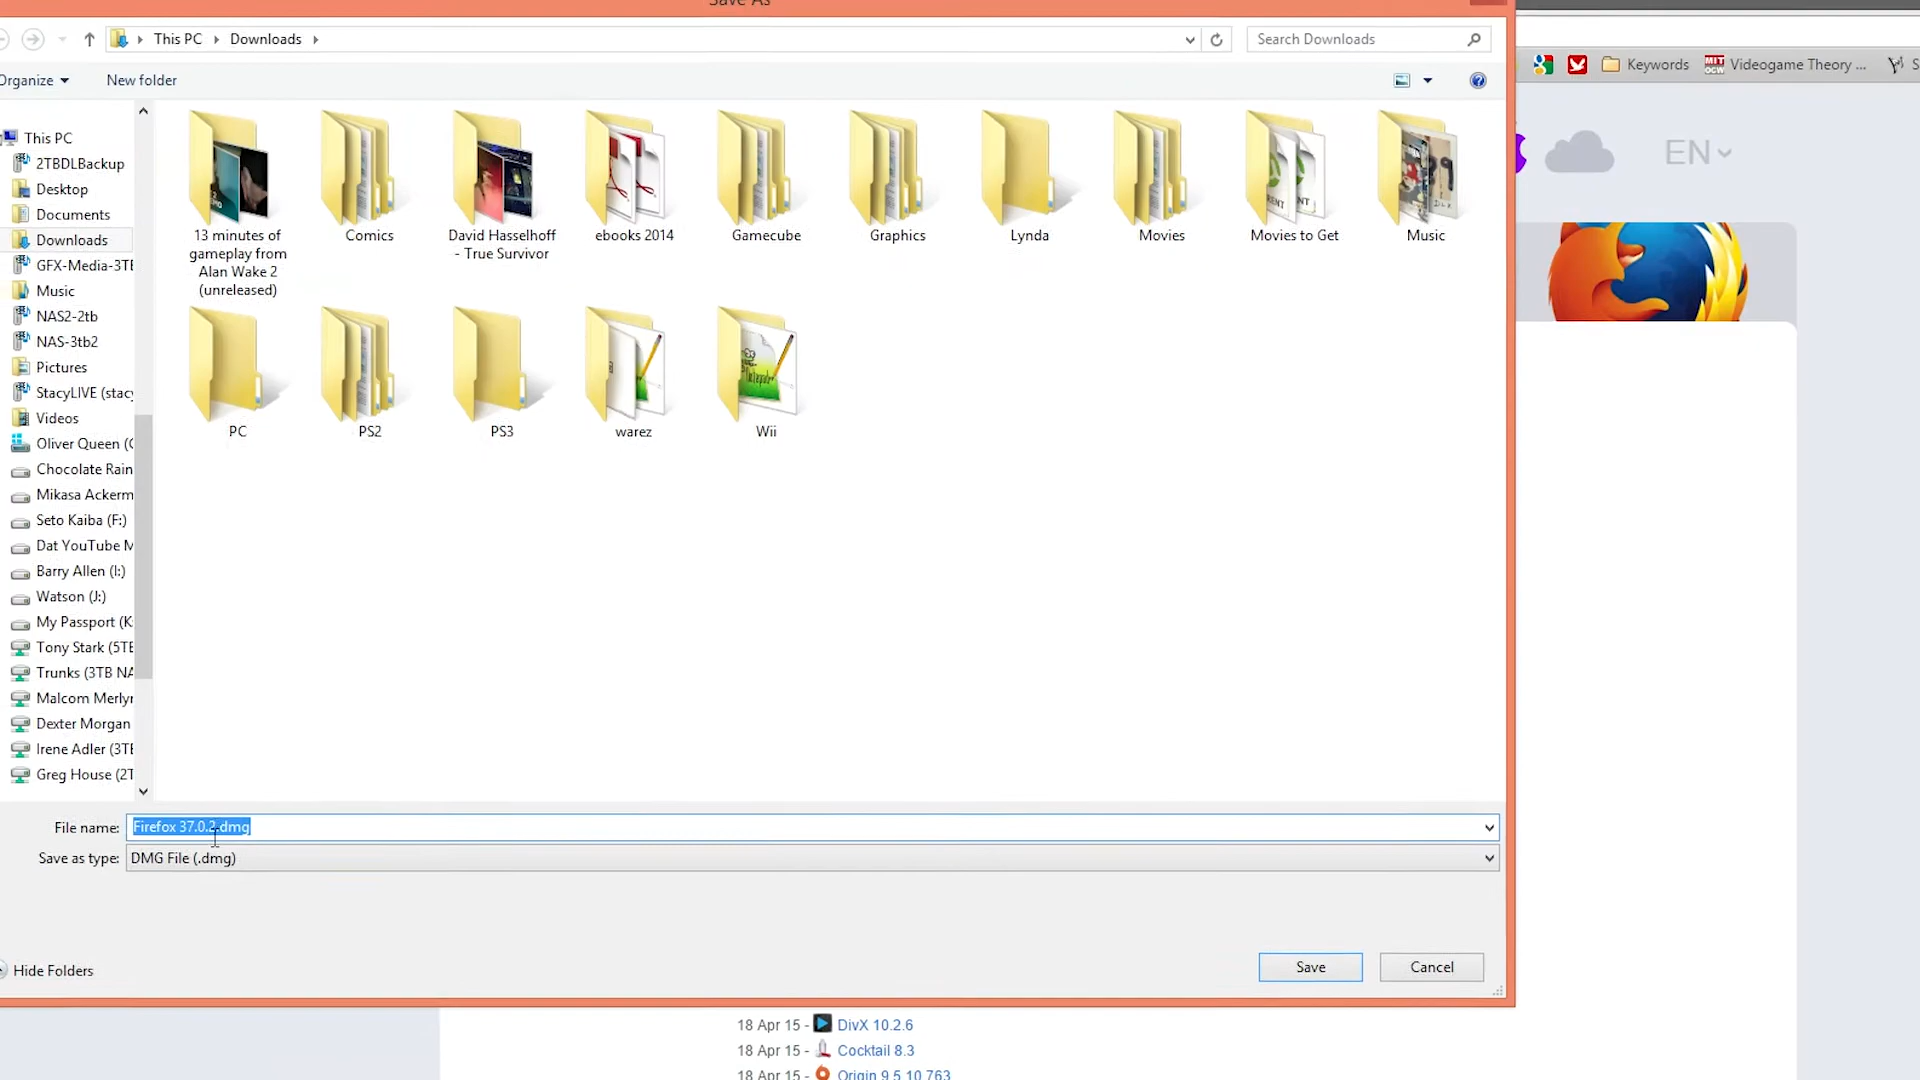 Save As
This PC
Downloads
Search Downloads
Organize
New folder
Keywords
MIT OCW
Videogame Theory ...
EN
This PC
2TBDLBackup
Desktop
Documents
Downloads
GFX-Media-3TE
Music
NAS2-2tb
NAS-3tb2
Pictures
StacyLIVE (stacy
Videos
Oliver Queen (C
Chocolate Rain
Mikasa Ackerm
Seto Kaiba (F:)
Dat YouTube M
Barry Allen (I:)
Watson (J:)
My Passport (K:
Tony Stark (5TE
Trunks (3TB NA
Malcom Merlyn
Dexter Morgan
Irene Adler (3TE
Greg House (2T
13 minutes of
gameplay from
Alan Wake 2
(unreleased)
Comics
David Hasselhoff
- True Survivor
ebooks 2014
Gamecube
Graphics
Lynda
Movies
Movies to Get
Music
PC
PS2
PS3
warez
Wii
File name:
Firefox 37.0.2.dmg
Save as type:
DMG File (.dmg)
Hide Folders
Save
Cancel
18 Apr 15 - DivX 10.2.6
18 Apr 15 - Cocktail 8.3
18 Apr 15 - Origin 9.5.10.763